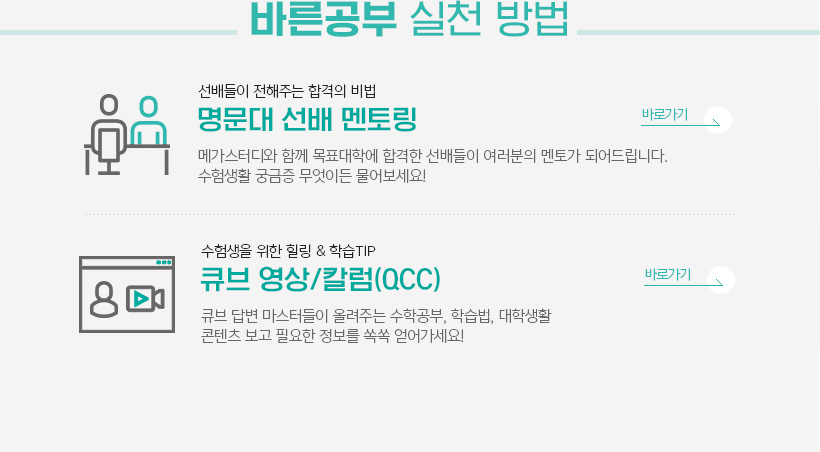 바른공부 실천 방법
선배들이 전해주는 합격의 비법
명문대 선배 멘토링
바로가기
메가스터디와 함께 목표대학에 합격한 선배들이 여러분의 멘토가 되어드립니다.
수험생활 궁금증 무엇이든 물어보세요!
수험생을 위한 힐링 & 학습TIP
큐브 영상/칼럼(QCC)
바로가기
큐브 답변 마스터들이 올려주는 수학공부, 학습법, 대학생활
콘텐츠 보고 필요한 정보를 쏙쏙 얻어가세요!